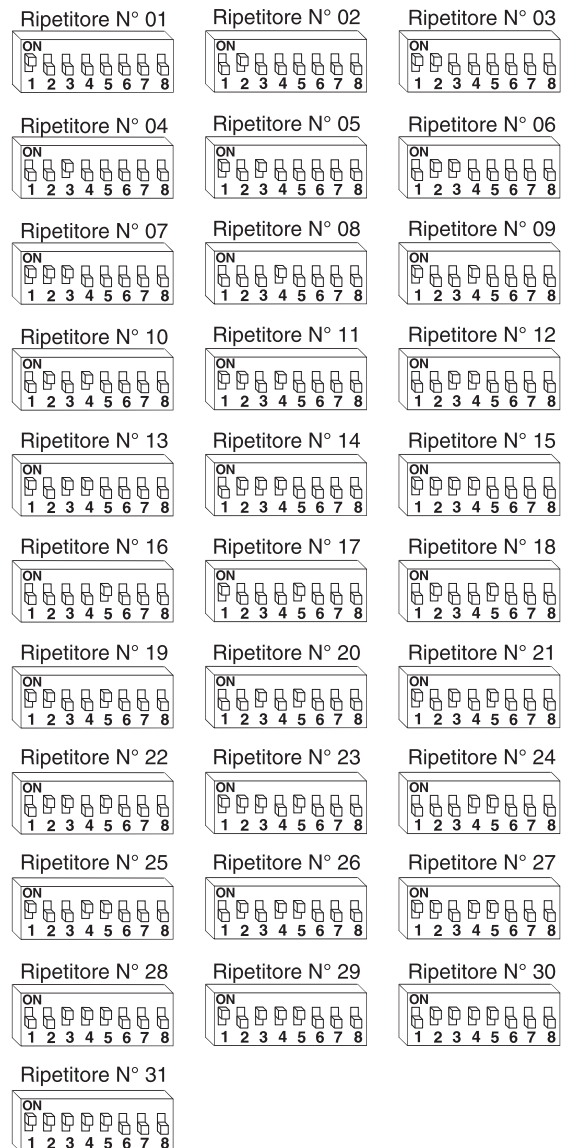 Ripetitore N° 01
ON
1 2 3 4 5 6 7 8
Ripetitore N° 02
ON
1 2 3 4 5 6 7 8
Ripetitore N° 03
ON
1 2 3 4 5 6 7 8
Ripetitore N° 04
ON
1 2 3 4 5 6 7 8
Ripetitore N° 05
ON
1 2 3 4 5 6 7 8
Ripetitore N° 06
ON
1 2 3 4 5 6 7 8
Ripetitore N° 07
ON
1 2 3 4 5 6 7 8
Ripetitore N° 08
ON
1 2 3 4 5 6 7 8
Ripetitore N° 09
ON
1 2 3 4 5 6 7 8
Ripetitore N° 10
ON
1 2 3 4 5 6 7 8
Ripetitore N° 11
ON
1 2 3 4 5 6 7 8
Ripetitore N° 12
ON
1 2 3 4 5 6 7 8
Ripetitore N° 13
ON
1 2 3 4 5 6 7 8
Ripetitore N° 14
ON
1 2 3 4 5 6 7 8
Ripetitore N° 15
ON
1 2 3 4 5 6 7 8
Ripetitore N° 16
ON
1 2 3 4 5 6 7 8
Ripetitore N° 17
ON
1 2 3 4 5 6 7 8
Ripetitore N° 18
ON
1 2 3 4 5 6 7 8
Ripetitore N° 19
ON
1 2 3 4 5 6 7 8
Ripetitore N° 20
ON
1 2 3 4 5 6 7 8
Ripetitore N° 21
ON
1 2 3 4 5 6 7 8
Ripetitore N° 22
ON
1 2 3 4 5 6 7 8
Ripetitore N° 23
ON
1 2 3 4 5 6 7 8
Ripetitore N° 24
ON
1 2 3 4 5 6 7 8
Ripetitore N° 25
ON
1 2 3 4 5 6 7 8
Ripetitore N° 26
ON
1 2 3 4 5 6 7 8
Ripetitore N° 27
ON
1 2 3 4 5 6 7 8
Ripetitore N° 28
ON
1 2 3 4 5 6 7 8
Ripetitore N° 29
ON
1 2 3 4 5 6 7 8
Ripetitore N° 30
ON
1 2 3 4 5 6 7 8
Ripetitore N° 31
ON
1 2 3 4 5 6 7 8